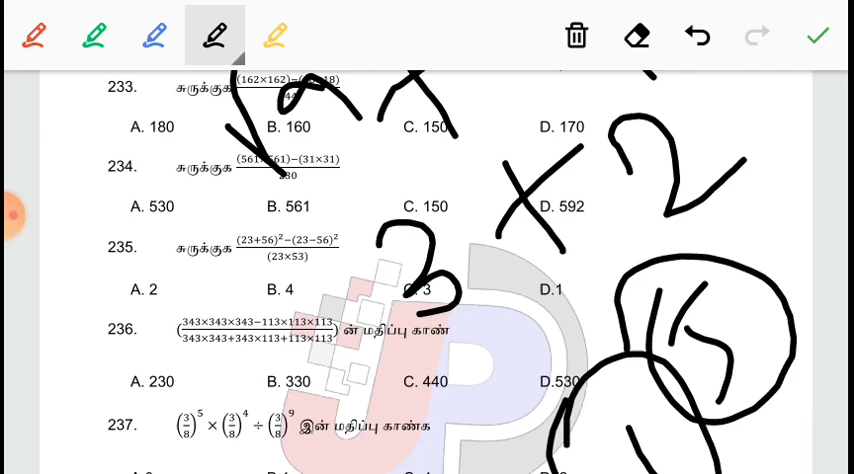 233. சுருக்குக (162×162)−(
A. 180 B. 160 C. 150 D. 170
234. சுருக்குக (561×561)−(31×31)
A. 530 B. 561 C. 150 D. 592
235. சுருக்குக (23+56)²−(23−56)² / (23×53)
A. 2 B. 4 C. 3 D.1
236. (343×343×343−113×113×113 / 343×343+343×113+113×113) ன் மதிப்பு காண்
A. 230 B. 330 C. 440 D.530
237. (3/8)⁵ × (3/8)⁴ ÷ (3/8)⁹ இன் மதிப்பு காண்க